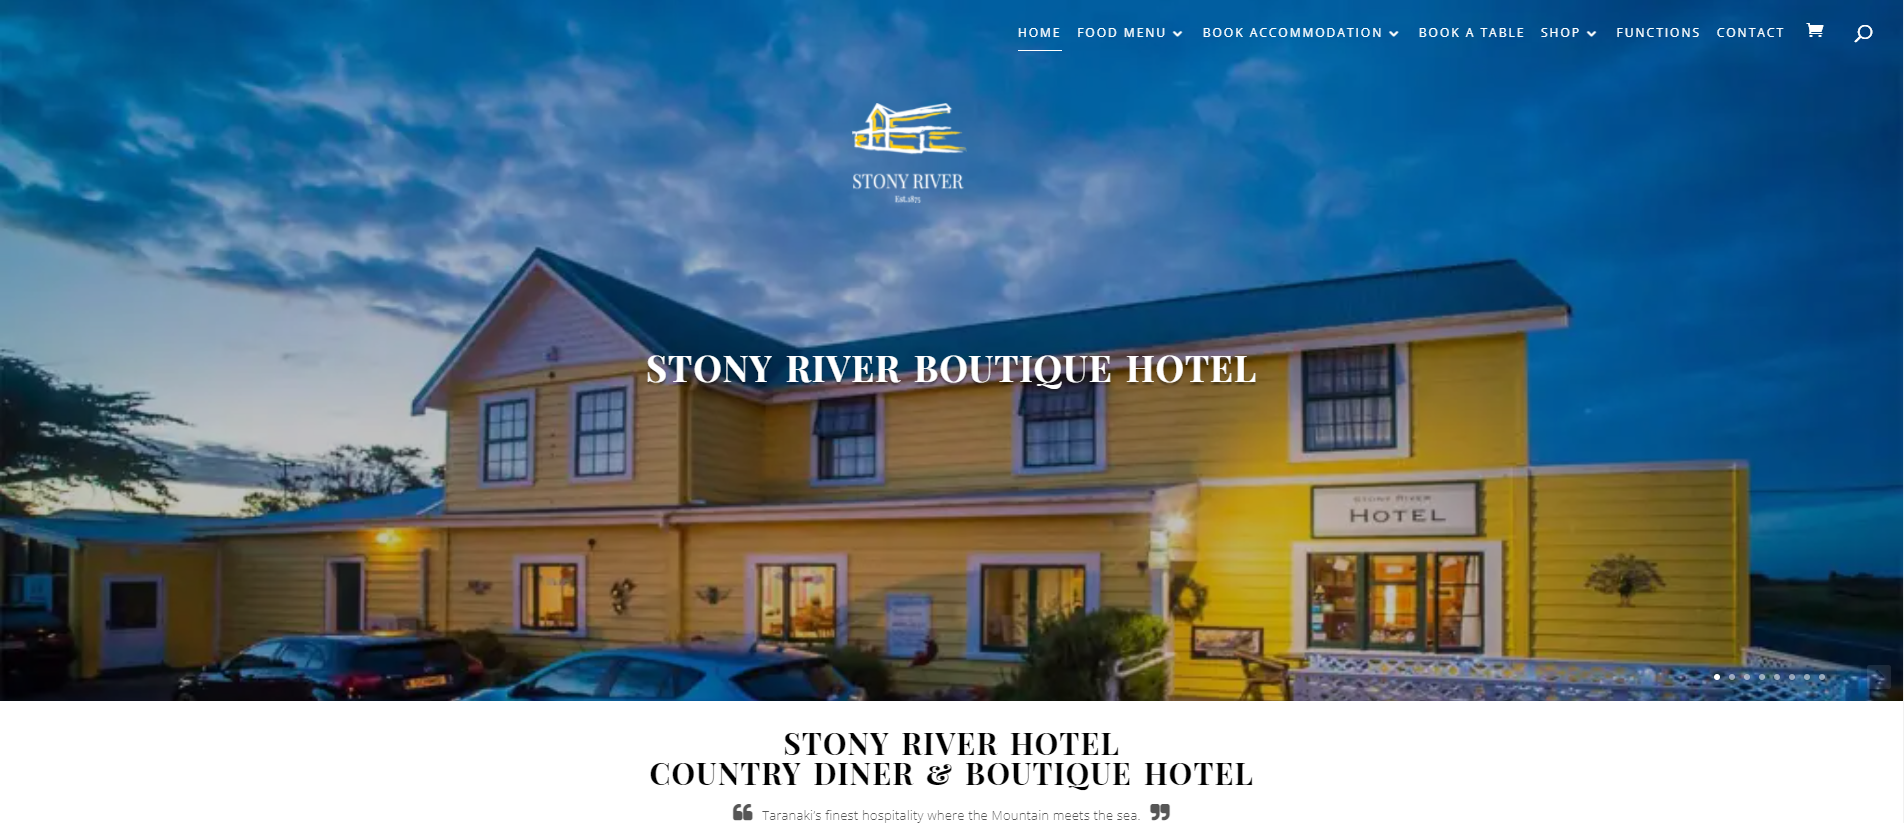 HOME FOOD MENU BOOK ACCOMMODATION BOOK A TABLE SHOP FUNCTIONS CONTACT
STONY RIVER
Est.1875
STONY RIVER BOUTIQUE HOTEL
STONY RIVER
HOTEL
STONY RIVER HOTEL
COUNTRY DINER & BOUTIQUE HOTEL
“ Taranaki's finest hospitality where the Mountain meets the sea. ”